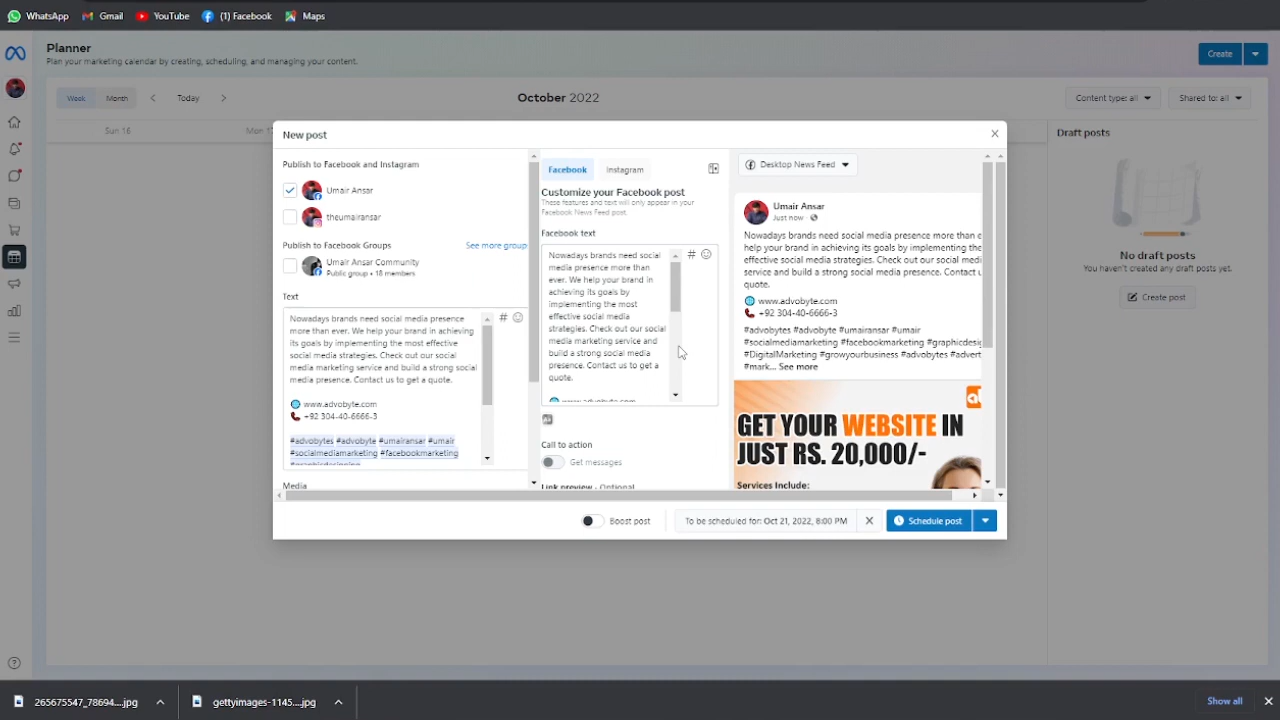 WhatsApp
Gmail
YouTube
(1) Facebook
Maps
Planner
Plan your marketing calendar by creating, scheduling, and managing your content.
Create
Week
Month
Today
October 2022
Content type: all
Shared to: all
Sun 16
Mon 17
Draft posts
No draft posts
You haven't created any draft posts yet.
Create post
New post
Publish to Facebook and Instagram
Umair Ansar
theumairansar
Publish to Facebook Groups
See more group
Umair Ansar Community
Public group • 18 members
Text
Nowadays brands need social media presence
more than ever. We help your brand in achieving
its goals by implementing the most effective
social media strategies. Check out our social
media marketing service and build a strong social
media presence. Contact us to get a quote.
www.advobyte.com
+92 304-40-6666-3
#advobytes #advobyte #umairansar #umair
#socialmediamarketing #facebookmarketing
#graphicdesigning
Media
Facebook
Instagram
Customize your Facebook post
These features and text will only appear in your
Facebook News Feed post.
Facebook text
Nowadays brands need social
media presence more than
ever. We help your brand in
achieving its goals by
implementing the most
effective social media
strategies. Check out our social
media marketing service and
build a strong social media
presence. Contact us to get a
quote.
www.advobyte.com
Call to action
Get messages
Link preview - Optional
Desktop News Feed
Umair Ansar
Just now
Nowadays brands need social media presence more than e
help your brand in achieving its goals by implementing the
effective social media strategies. Check out our social med
service and build a strong social media presence. Contact u
quote.
www.advobyte.com
+92 304-40-6666-3
#advobytes #advobyte #umairansar #umair
#socialmediamarketing #facebookmarketing #graphicdesig
#DigitalMarketing #growyourbusiness #advobytes #advert
#mark... See more
GET YOUR WEBSITE IN
JUST RS. 20,000/-
Services Include:
Boost post
To be scheduled for: Oct 21, 2022, 8:00 PM
Schedule post
265675547_78694....jpg
gettyimages-1145....jpg
Show all